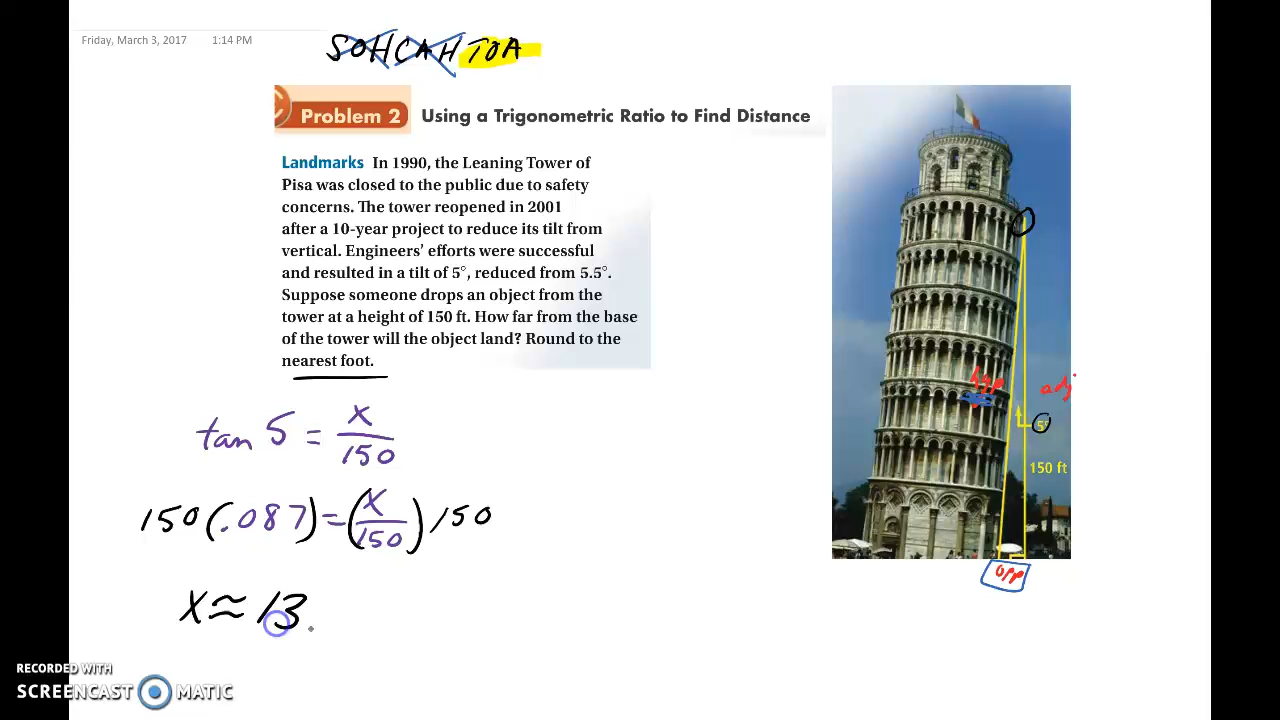 Friday, March 3, 2017 1:14 PM
SOHCAHTOA
Problem 2 Using a Trigonometric Ratio to Find Distance
Landmarks In 1990, the Leaning Tower of
Pisa was closed to the public due to safety
concerns. The tower reopened in 2001
after a 10-year project to reduce its tilt from
vertical. Engineers' efforts were successful
and resulted in a tilt of 5°, reduced from 5.5°.
Suppose someone drops an object from the
tower at a height of 150 ft. How far from the base
of the tower will the object land? Round to the
nearest foot.
hyp
adj
5°
150 ft
opp
tan 5 = x/150
150(.087) = (x/150)150
x ≈ 13.
RECORDED WITH
SCREENCAST MATIC